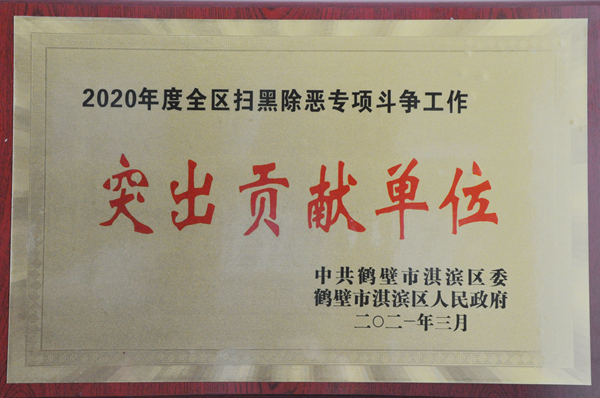 2020年度全区扫黑除恶专项斗争工作
突出贡献单位
中共鹤壁市淇滨区委
鹤壁市淇滨区人民政府
二〇二一年三月